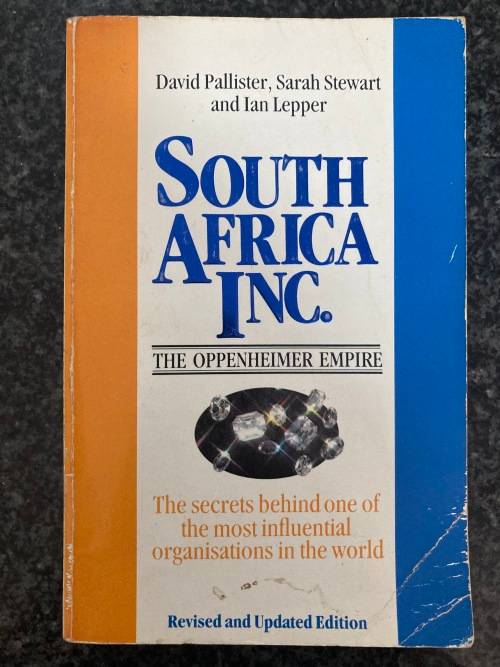 David Pallister, Sarah Stewart
and Ian Lepper
SOUTH
AFRICA
INC.
THE OPPENHEIMER EMPIRE
The secrets behind one of
the most influential
organisations in the world
Revised and Updated Edition